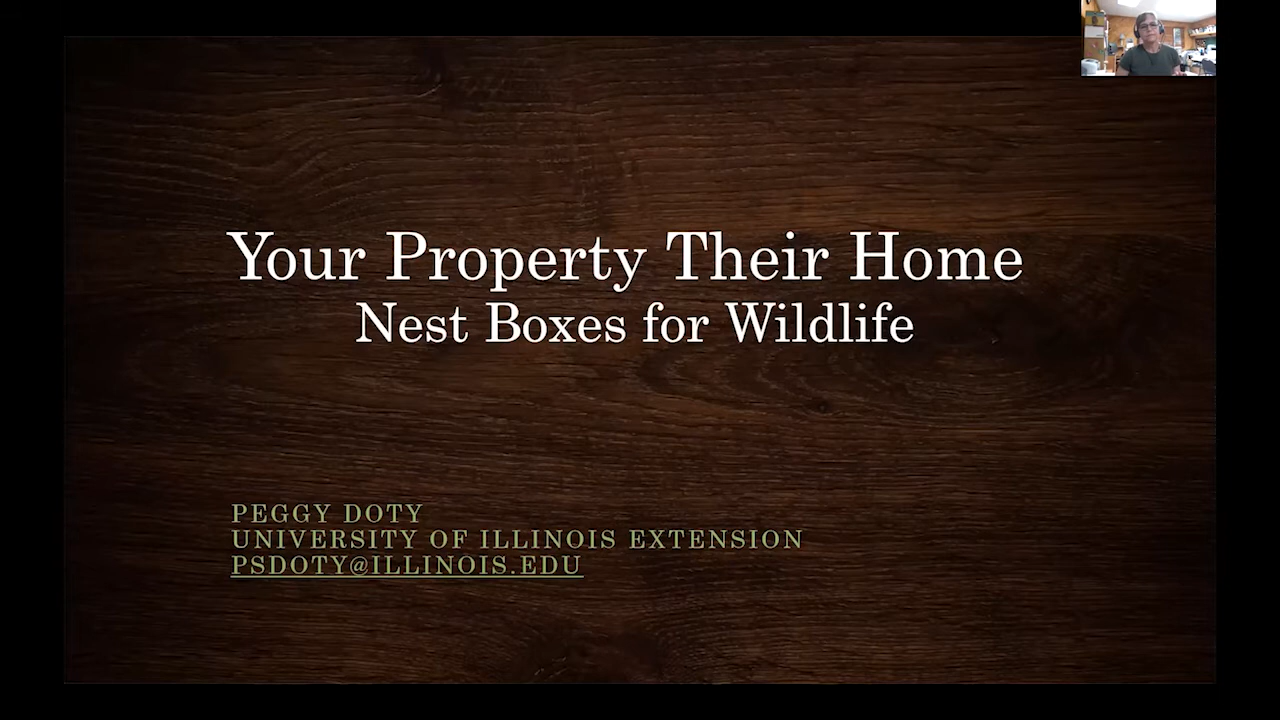 Your Property Their Home
Nest Boxes for Wildlife
PEGGY DOTY
UNIVERSITY OF ILLINOIS EXTENSION
PSDOTY@ILLINOIS.EDU